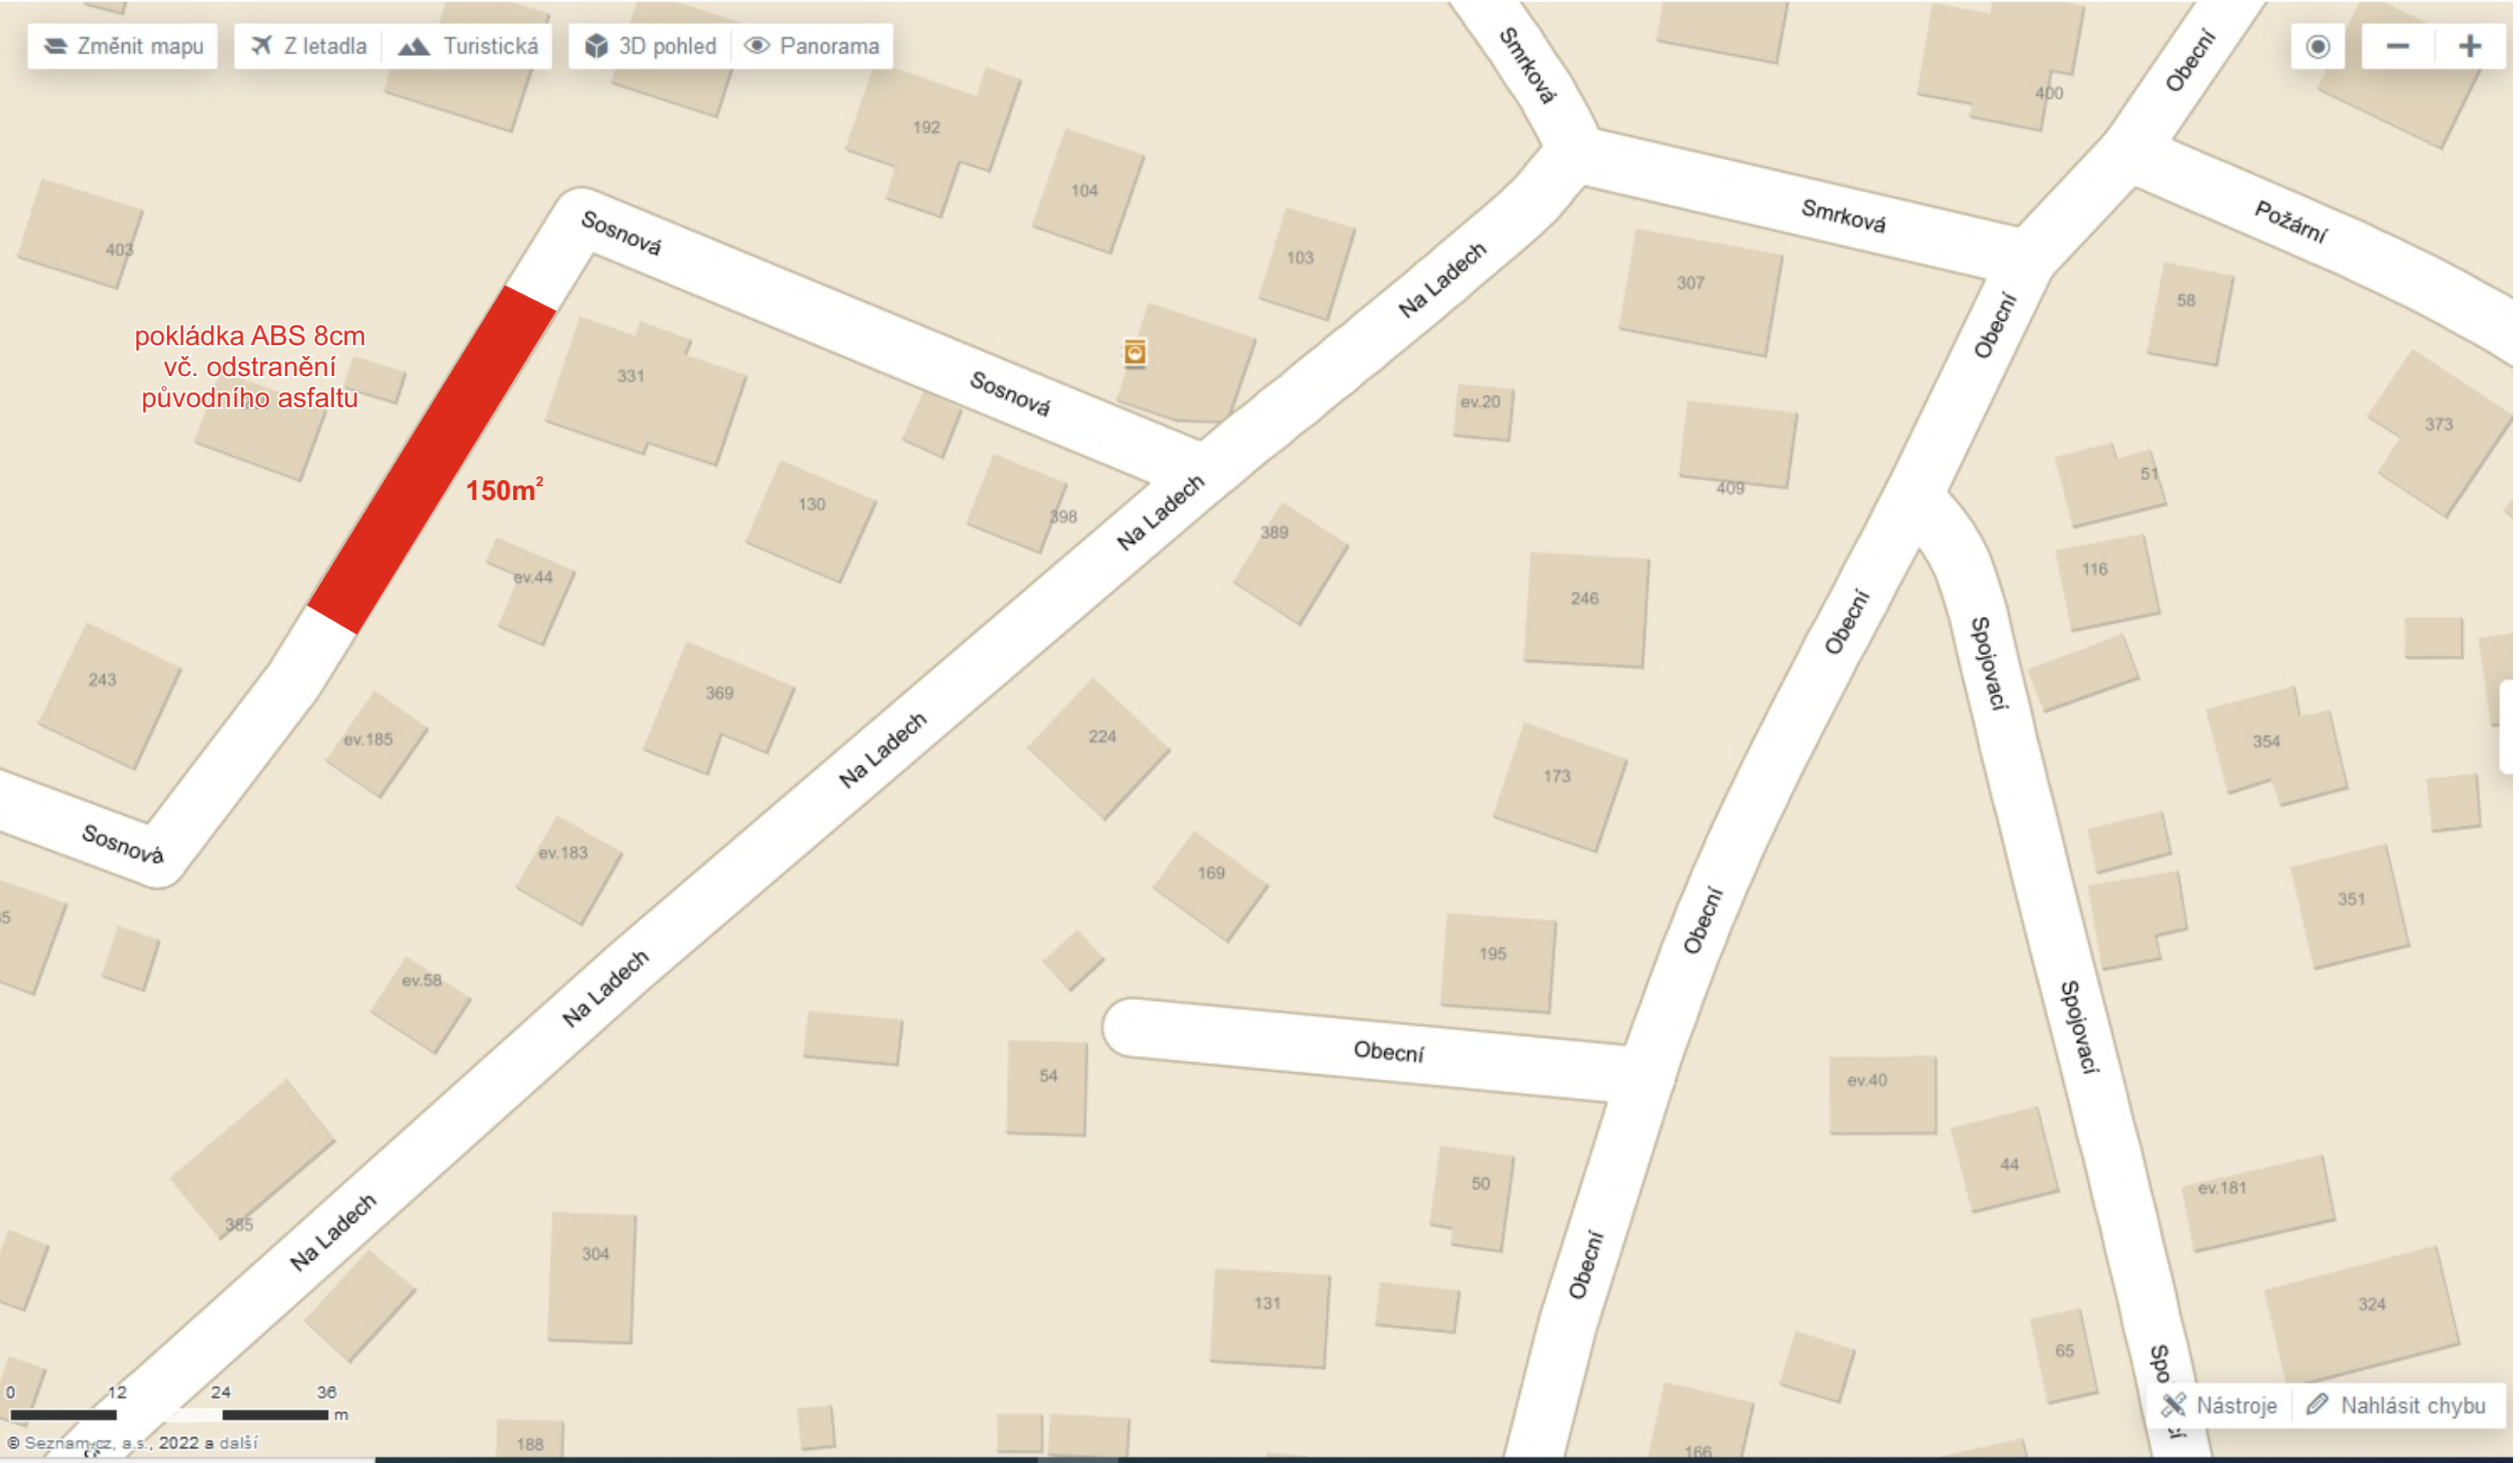 Změnit mapu
Z letadla
Turistická
3D pohled
Panorama
Smrková
Obecní
400
192
104
403
Sosnová
103
Na Ladech
Smrková
Požární
307
58
Obecní
pokládka ABS 8cm
vč. odstranění
původního asfaltu
331
Sosnová
ev.20
373
150m²
130
398
Na Ladech
389
409
51
ev.44
246
116
Obecní
Spojovací
243
369
ev.185
224
Na Ladech
173
354
Sosnová
ev.183
169
Obecní
351
195
ev.58
Na Ladech
Obecní
54
Spojovací
ev.40
50
44
ev.181
385
Na Ladech
304
Obecní
131
324
65
0 12 24 36 m
Nástroje
Nahlásit chybu
© Seznam.cz, a.s., 2022 a další
188
166